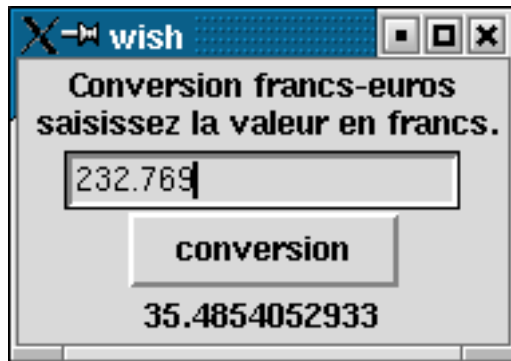 wish
Conversion francs-euros
saisissez la valeur en francs.
232.769
conversion
35.4854052933